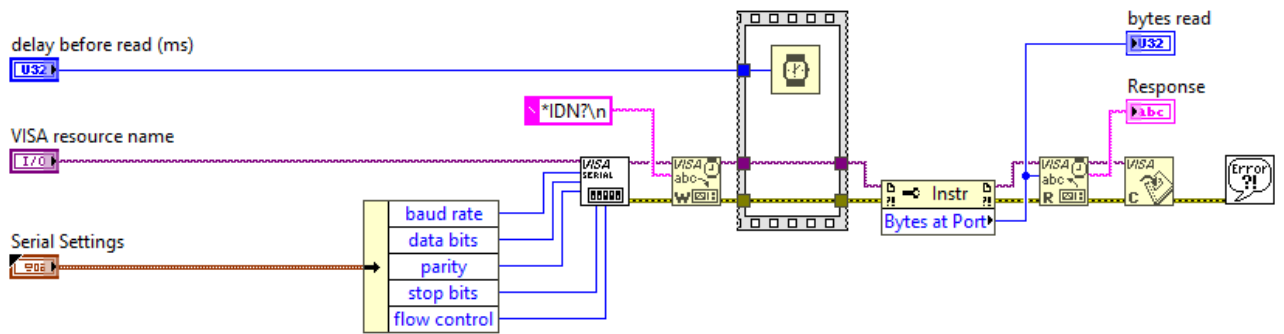 delay before read (ms)
U32
bytes read
U32
Response
abc
*IDN?\n
VISA resource name
I/O
VISA
SERIAL
VISA
abc
W
Instr
Bytes at Port
VISA
abc
R
VISA
C
Error
?!
baud rate
data bits
parity
stop bits
flow control
Serial Settings